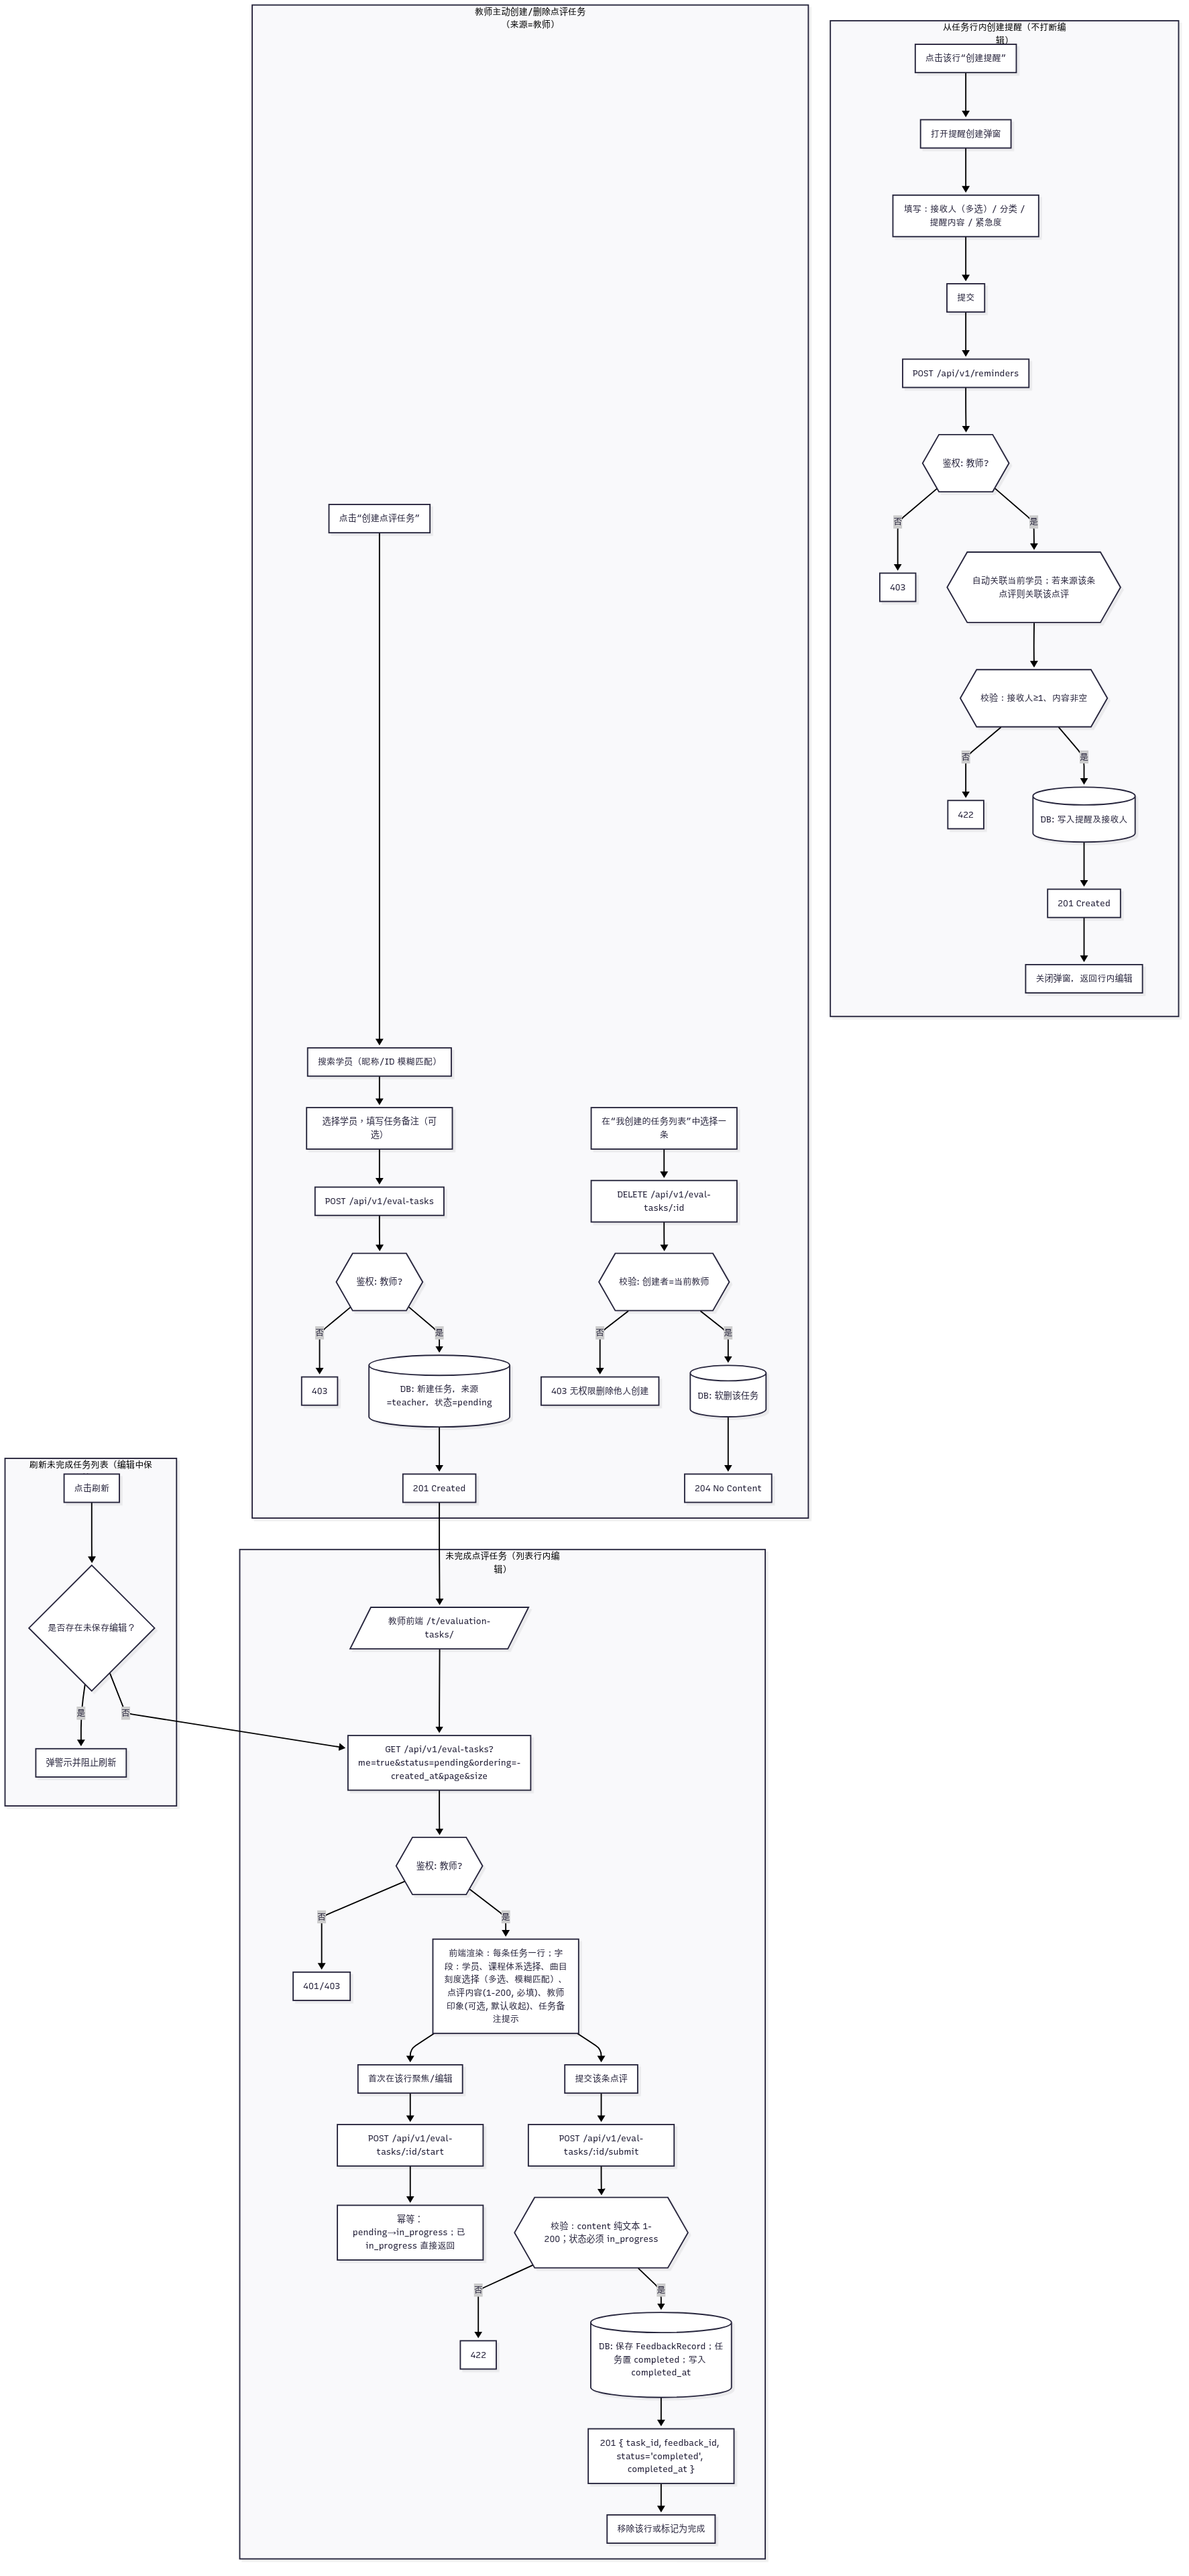 教师主动创建/删除点评任务
（来源=教师）
点击“创建点评任务”
搜索学员（昵称/ID 模糊匹配）
选择学员，填写任务备注（可
选）
POST /api/v1/eval-tasks
鉴权: 教师?
否
是
403
DB: 新建任务，来源
=teacher，状态=pending
201 Created
在“我创建的任务列表”中选择一
条
DELETE /api/v1/eval-
tasks/:id
校验: 创建者=当前教师
否
是
403 无权限删除他人创建
DB: 软删该任务
204 No Content
从任务行内创建提醒（不打断编
辑）
点击该行“创建提醒”
打开提醒创建弹窗
填写：接收人（多选）/ 分类 /
提醒内容 / 紧急度
提交
POST /api/v1/reminders
鉴权: 教师?
否
是
403
自动关联当前学员；若来源该条
点评则关联该点评
校验：接收人≥1、内容非空
否
是
422
DB: 写入提醒及接收人
201 Created
关闭弹窗，返回行内编辑
刷新未完成任务列表（编辑中保
点击刷新
是否存在未保存编辑？
是
否
弹警示并阻止刷新
未完成点评任务（列表行内编
辑）
教师前端 /t/evaluation-
tasks/
GET /api/v1/eval-tasks?
me=true&status=pending&ordering=-
created_at&page&size
鉴权: 教师?
否
是
401/403
前端渲染：每条任务一行；字
段：学员、课程体系选择、曲目
刻度选择（多选、模糊匹配）、
点评内容(1-200, 必填)、教师
印象(可选, 默认收起)、任务备
注提示
首次在该行聚焦/编辑
POST /api/v1/eval-
tasks/:id/start
幂等：
pending→in_progress；已
in_progress 直接返回
提交该条点评
POST /api/v1/eval-
tasks/:id/submit
校验：content 纯文本 1-
200；状态必须 in_progress
否
是
422
DB: 保存 FeedbackRecord；任
务置 completed；写入
completed_at
201 { task_id, feedback_id,
status='completed',
completed_at }
移除该行或标记为完成